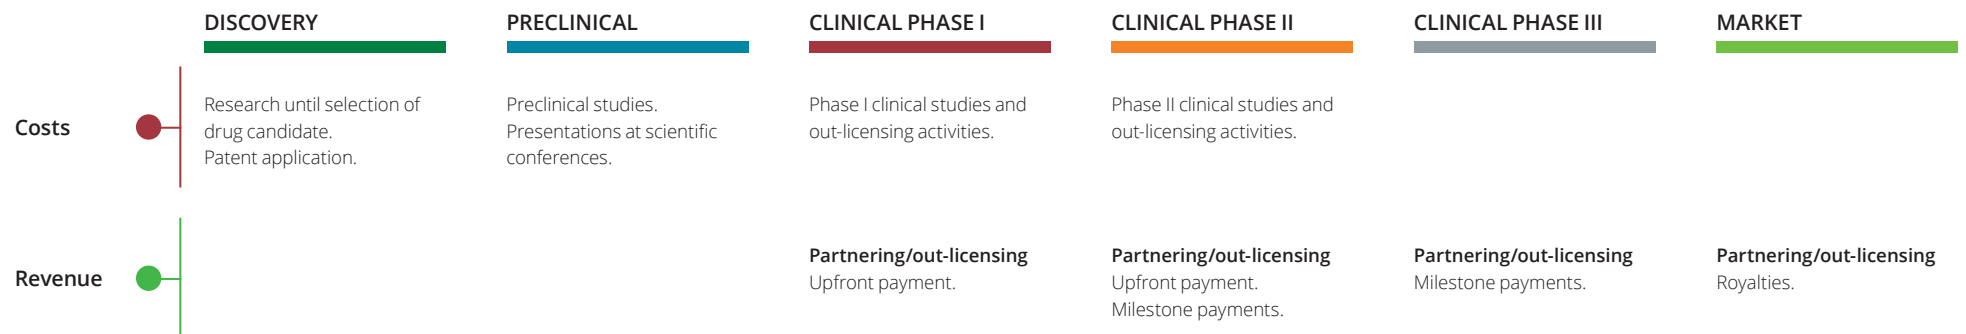 DISCOVERY
PRECLINICAL
CLINICAL PHASE I
CLINICAL PHASE II
CLINICAL PHASE III
MARKET
Costs
Research until selection of
drug candidate.
Patent application.
Preclinical studies.
Presentations at scientific
conferences.
Phase I clinical studies and
out-licensing activities.
Phase II clinical studies and
out-licensing activities.
Revenue
Partnering/out-licensing
Upfront payment.
Partnering/out-licensing
Upfront payment.
Milestone payments.
Partnering/out-licensing
Milestone payments.
Partnering/out-licensing
Royalties.